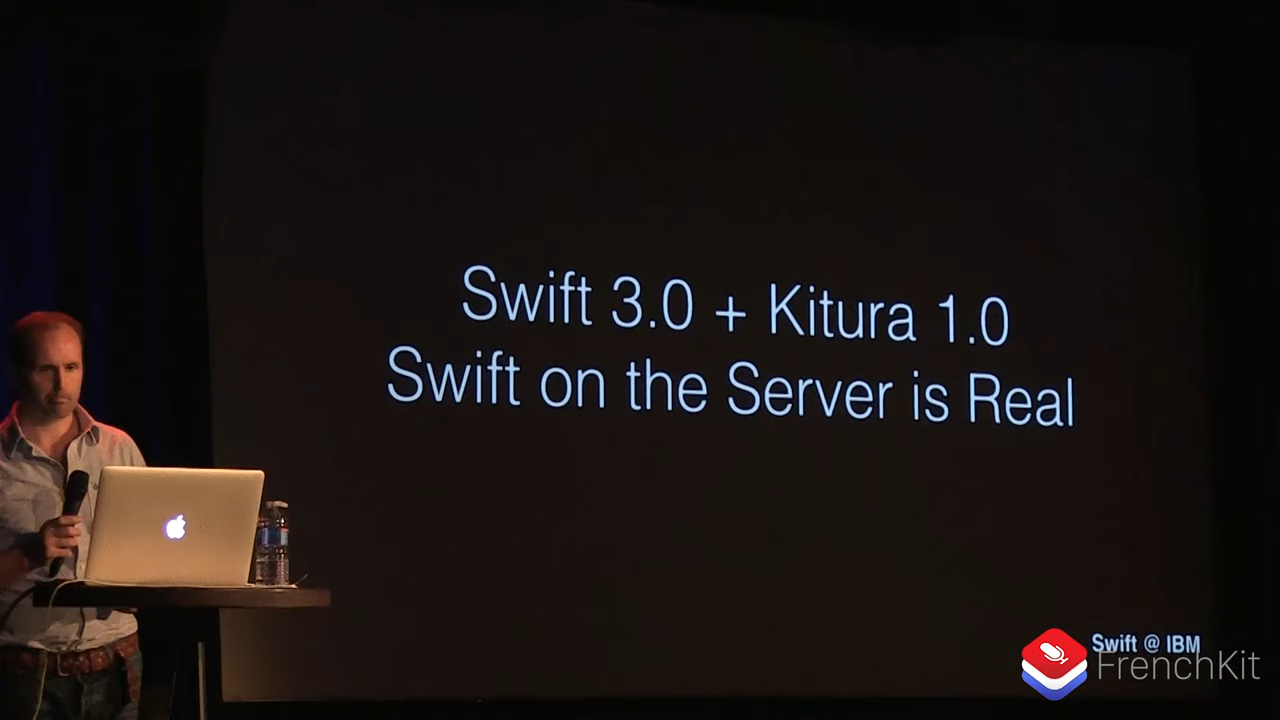 Swift 3.0 + Kitura 1.0
Swift on the Server is Real
Swift @ IBM
FrenchKit